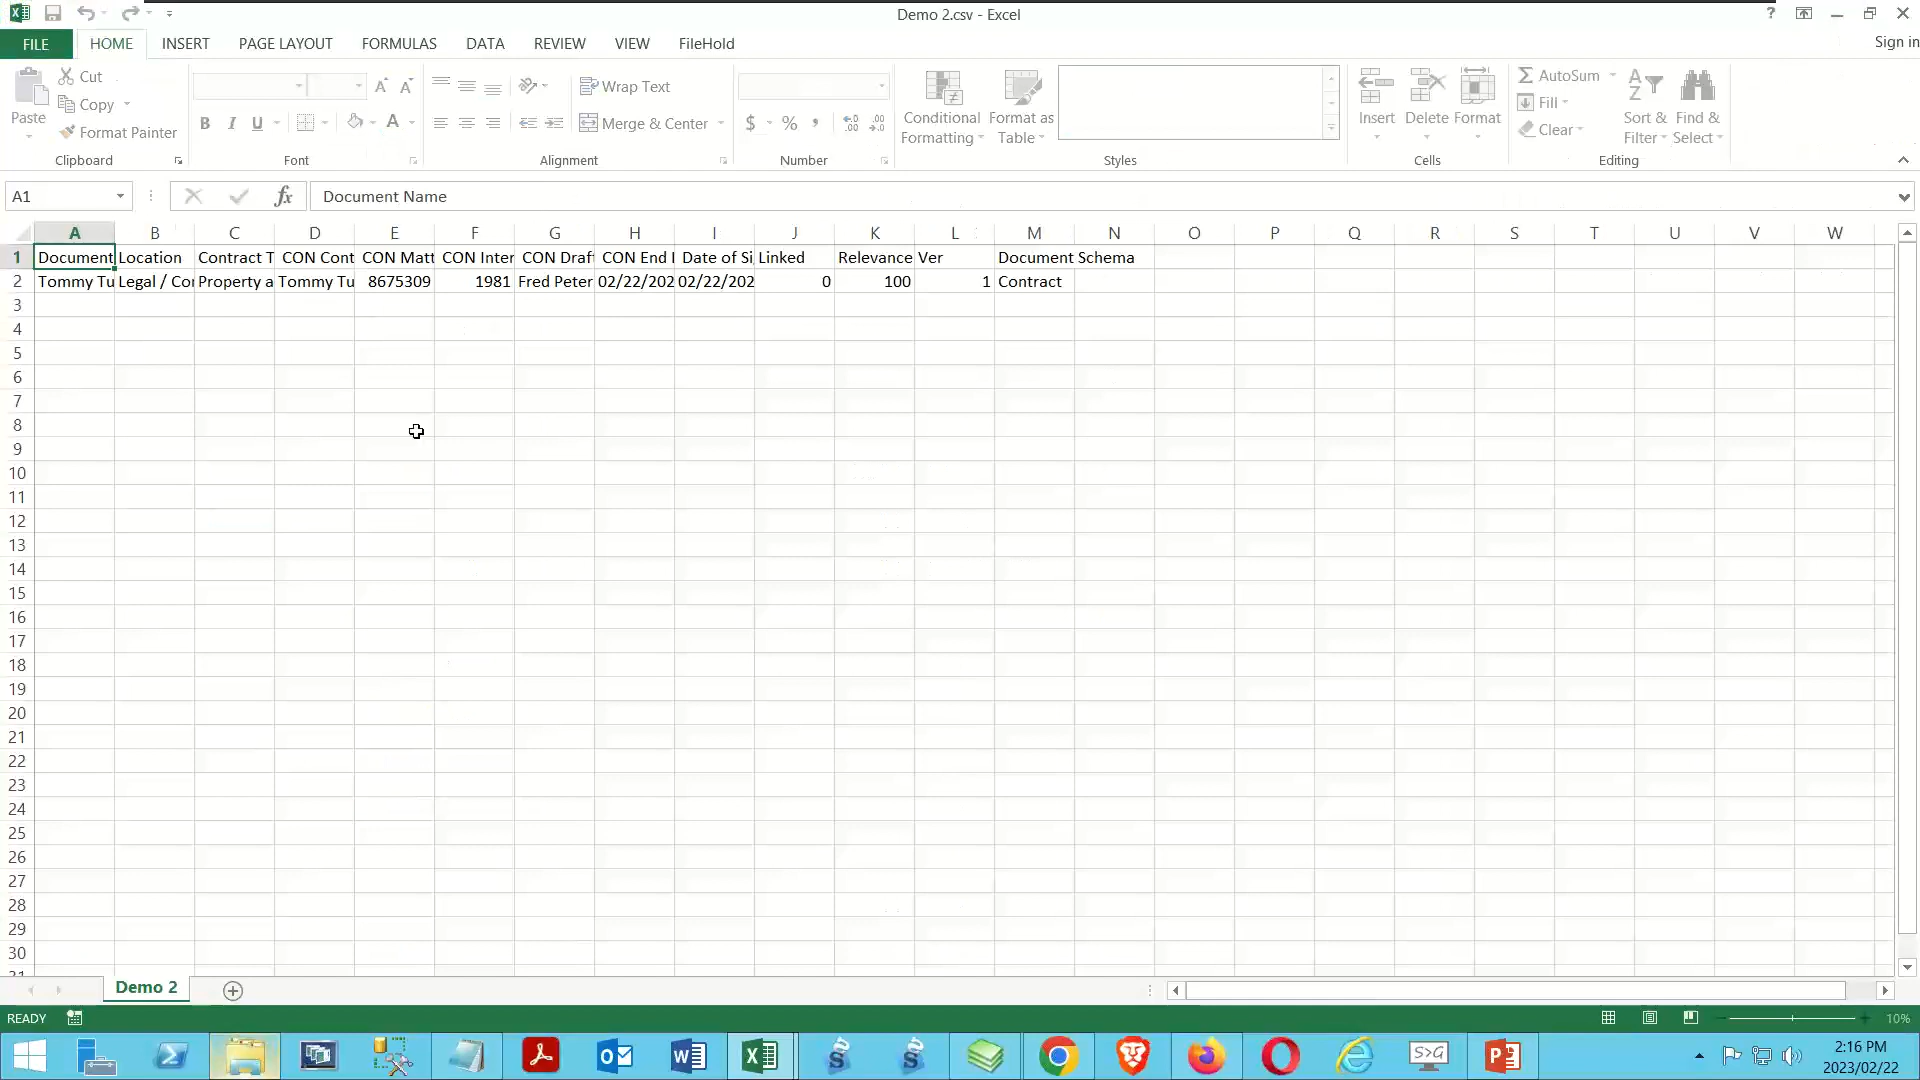 Demo 2.csv - Excel
FILE HOME INSERT PAGE LAYOUT FORMULAS DATA REVIEW VIEW FileHold Sign in
Paste Cut
Copy
Format Painter
Clipboard
B I U A
Font
Wrap Text
Merge & Center
Alignment
$ % ,
Number
Conditional Formatting
Format as Table
Styles
Insert Delete Format
Cells
AutoSum
Fill
Clear
Sort & Filter
Find & Select
Editing
A1 fx Document Name
A B C D E F G H I J K L M N O P Q R S T U V W
1 Document Location Contract T CON Cont CON Matt CON Inter CON Draft CON End Date of Si Linked Relevance Ver Document Schema
2 Tommy Tu Legal / Cor Property a Tommy Tu 8675309 1981 Fred Peter 02/22/202 02/22/202 0 100 1 Contract
3
4
5
6
7
8
9
10
11
12
13
14
15
16
17
18
19
20
21
22
23
24
25
26
27
28
29
30
Demo 2
READY 10%
2:16 PM
2023/02/22